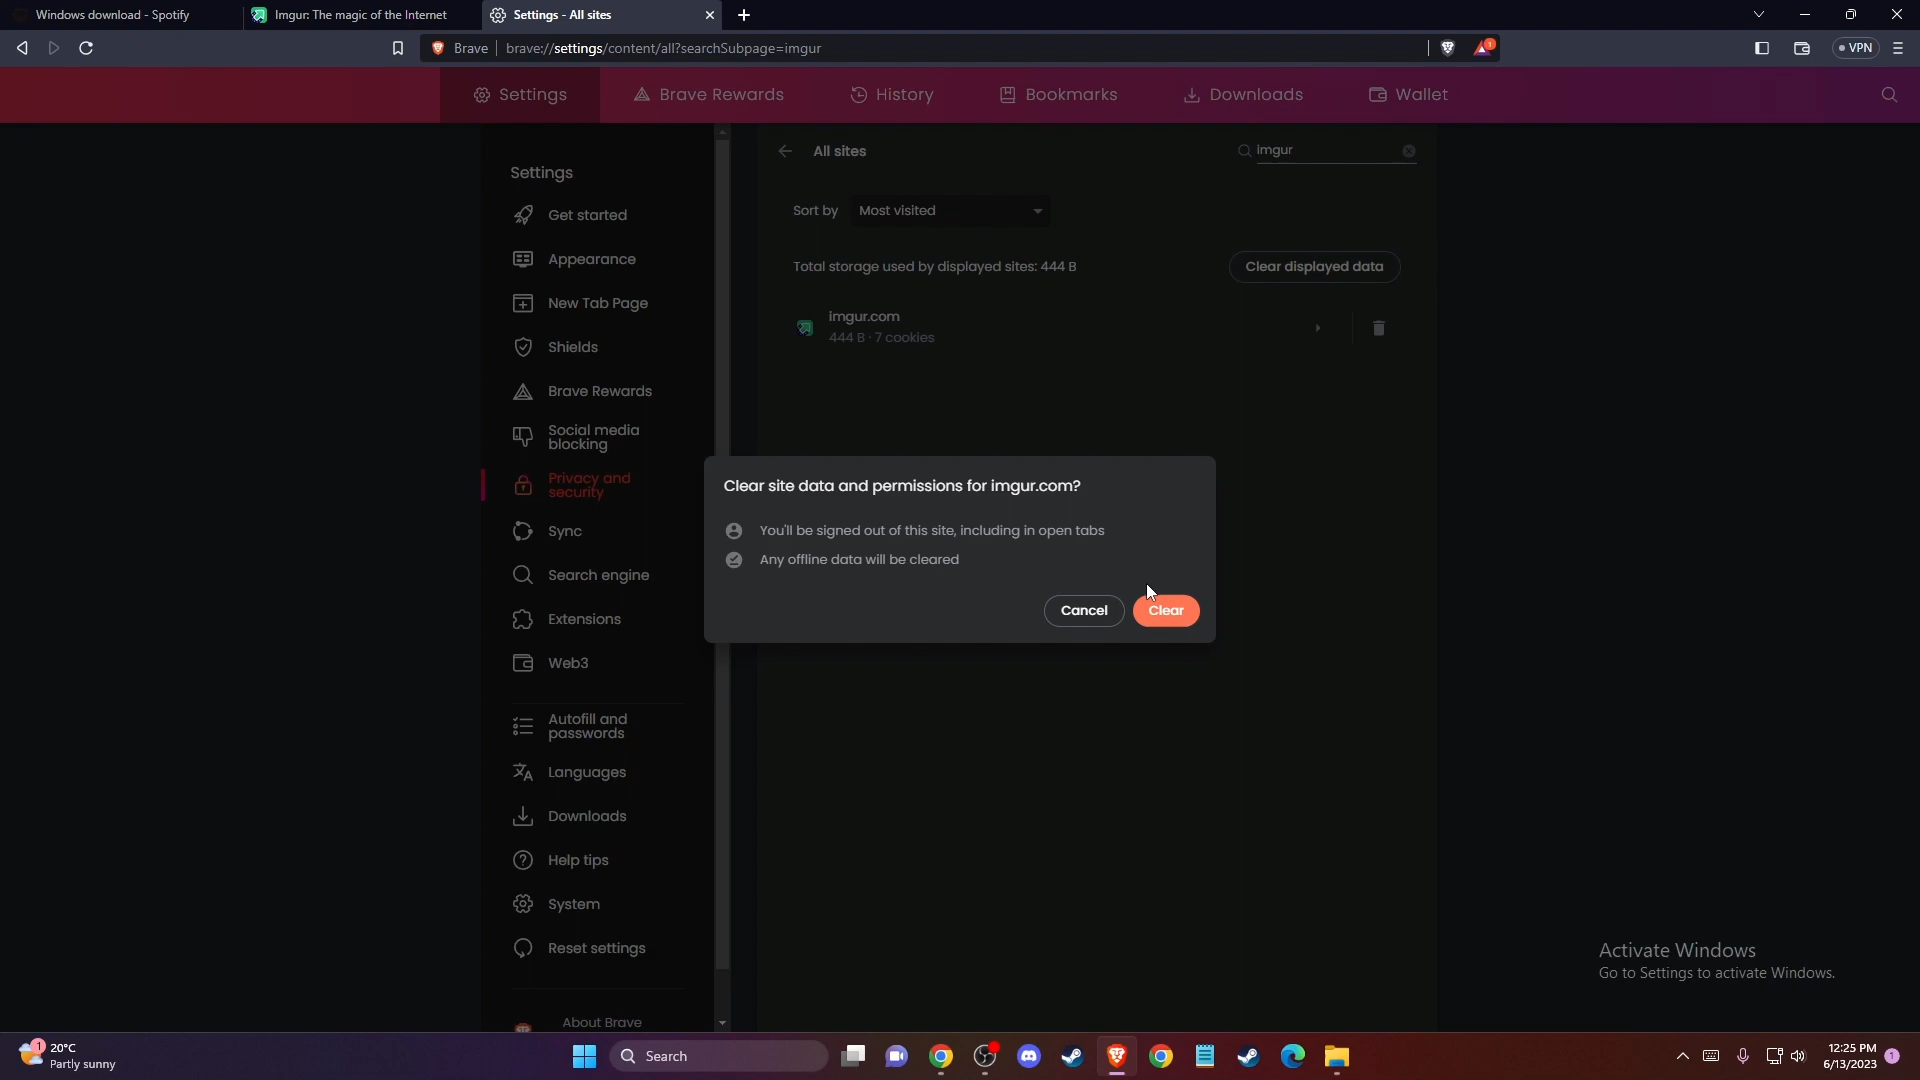 Windows download - Spotify
Imgur: The magic of the Internet
Settings - All sites
Brave
brave://settings/content/all?searchSubpage=imgur
1
VPN
Settings
Brave Rewards
History
Bookmarks
Downloads
Wallet
Settings
Get started
Appearance
New Tab Page
Shields
Brave Rewards
Social media
blocking
Privacy and
security
Sync
Search engine
Extensions
Web3
Autofill and
passwords
Languages
Downloads
Help tips
System
Reset settings
About Brave
All sites
imgur
Sort by
Most visited
Total storage used by displayed sites: 444 B
Clear displayed data
imgur.com
444 B · 7 cookies
Clear site data and permissions for imgur.com?
You'll be signed out of this site, including in open tabs
Any offline data will be cleared
Cancel
Clear
Activate Windows
Go to Settings to activate Windows.
1
20°C
Partly sunny
Search
12:25 PM
6/13/2023
1